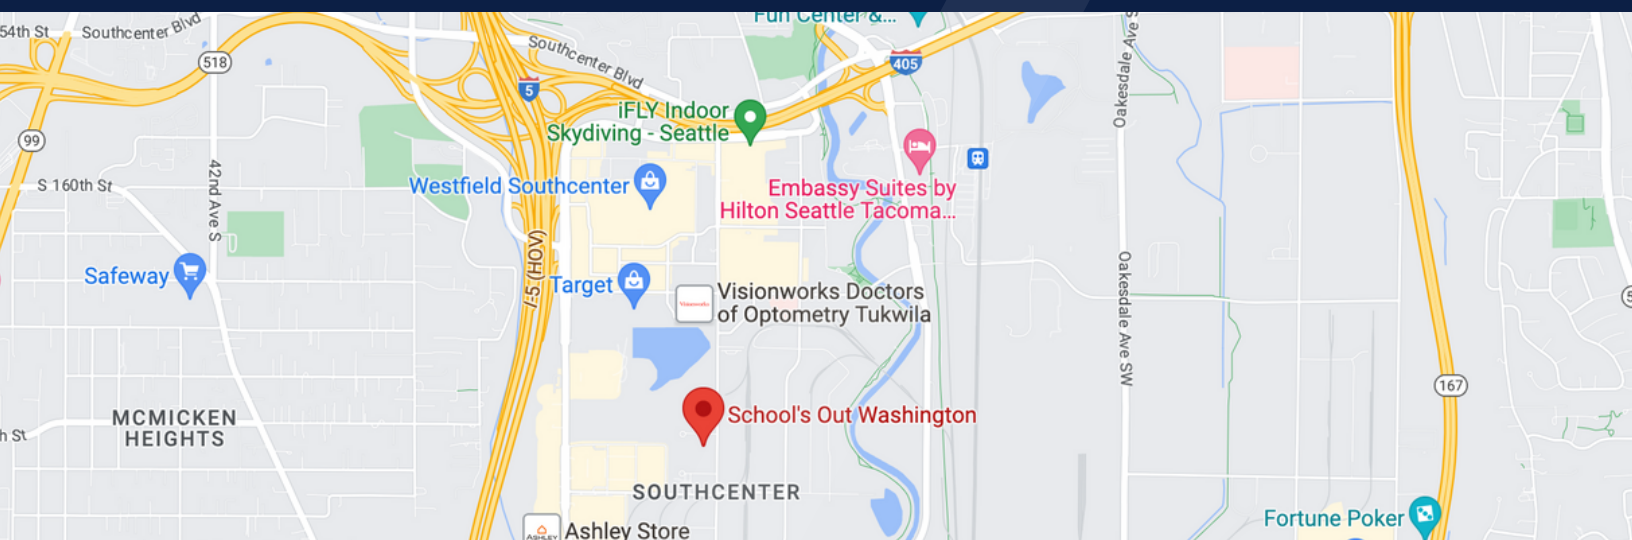 Fun Center &...
54th St
Southcenter Blvd
Southcenter Blvd
518
405
5
Oakesdale Ave S
99
iFLY Indoor
Skydiving - Seattle
S 160th St
42nd Ave S
Westfield Southcenter
Embassy Suites by
Hilton Seattle Tacoma...
I-5 (HOV)
Safeway
Target
Visionworks Doctors
of Optometry Tukwila
Oakesdale Ave SW
167
MCMICKEN
HEIGHTS
h St
School's Out Washington
SOUTHCENTER
Fortune Poker
ASHLEY
Ashley Store